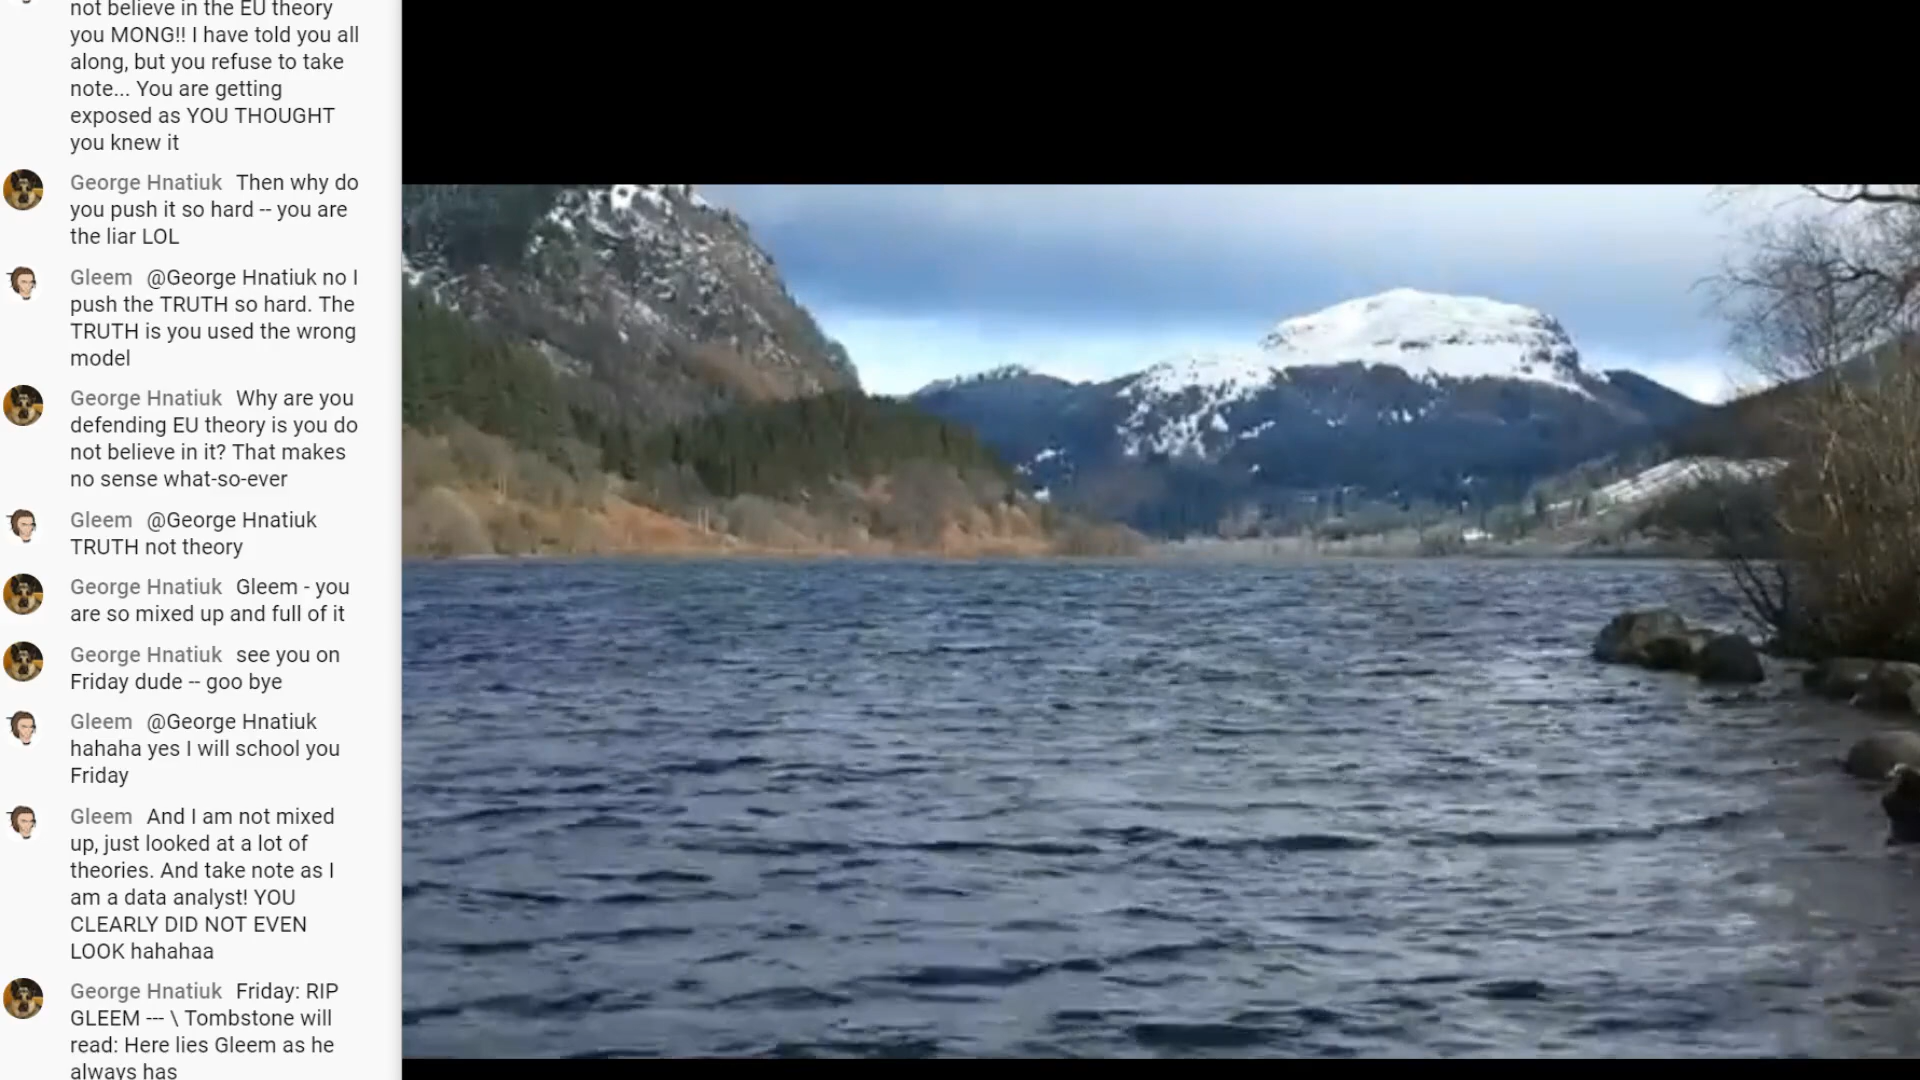 not believe in the EU theory
you MONG!! I have told you all
along, but you refuse to take
note... You are getting
exposed as YOU THOUGHT
you knew it
George Hnatiuk Then why do
you push it so hard -- you are
the liar LOL
Gleem @George Hnatiuk no I
push the TRUTH so hard. The
TRUTH is you used the wrong
model
George Hnatiuk Why are you
defending EU theory is you do
not believe in it? That makes
no sense what-so-ever
Gleem @George Hnatiuk
TRUTH not theory
George Hnatiuk Gleem - you
are so mixed up and full of it
George Hnatiuk see you on
Friday dude -- goo bye
Gleem @George Hnatiuk
hahaha yes I will school you
Friday
Gleem And I am not mixed
up, just looked at a lot of
theories. And take note as I
am a data analyst! YOU
CLEARLY DID NOT EVEN
LOOK hahahaa
George Hnatiuk Friday: RIP
GLEEM --- \ Tombstone will
read: Here lies Gleem as he
always has